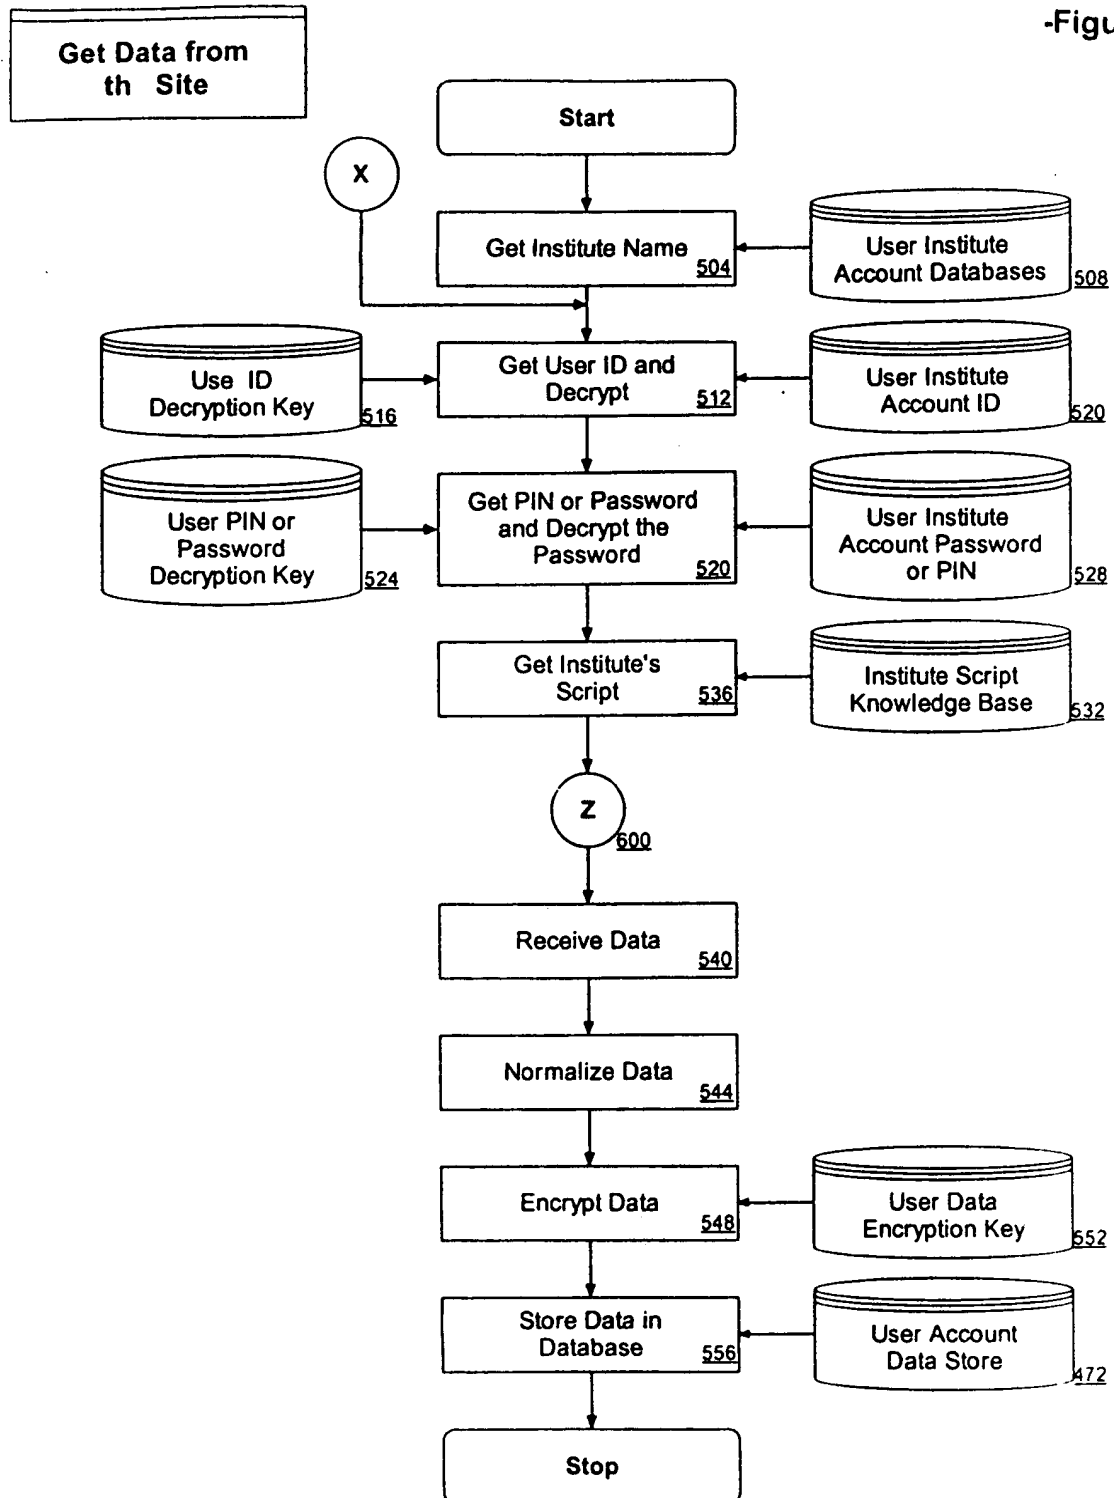 -Figu
Get Data from
th Site
Start
X
Get Institute Name
504
User Institute
Account Databases
508
Use ID
Decryption Key
516
Get User ID and
Decrypt
512
User Institute
Account ID
520
User PIN or
Password
Decryption Key
524
Get PIN or Password
and Decrypt the
Password
520
User Institute
Account Password
or PIN
528
Get Institute's
Script
536
Institute Script
Knowledge Base
532
Z
600
Receive Data
540
Normalize Data
544
Encrypt Data
548
User Data
Encryption Key
552
Store Data in
Database
556
User Account
Data Store
472
Stop